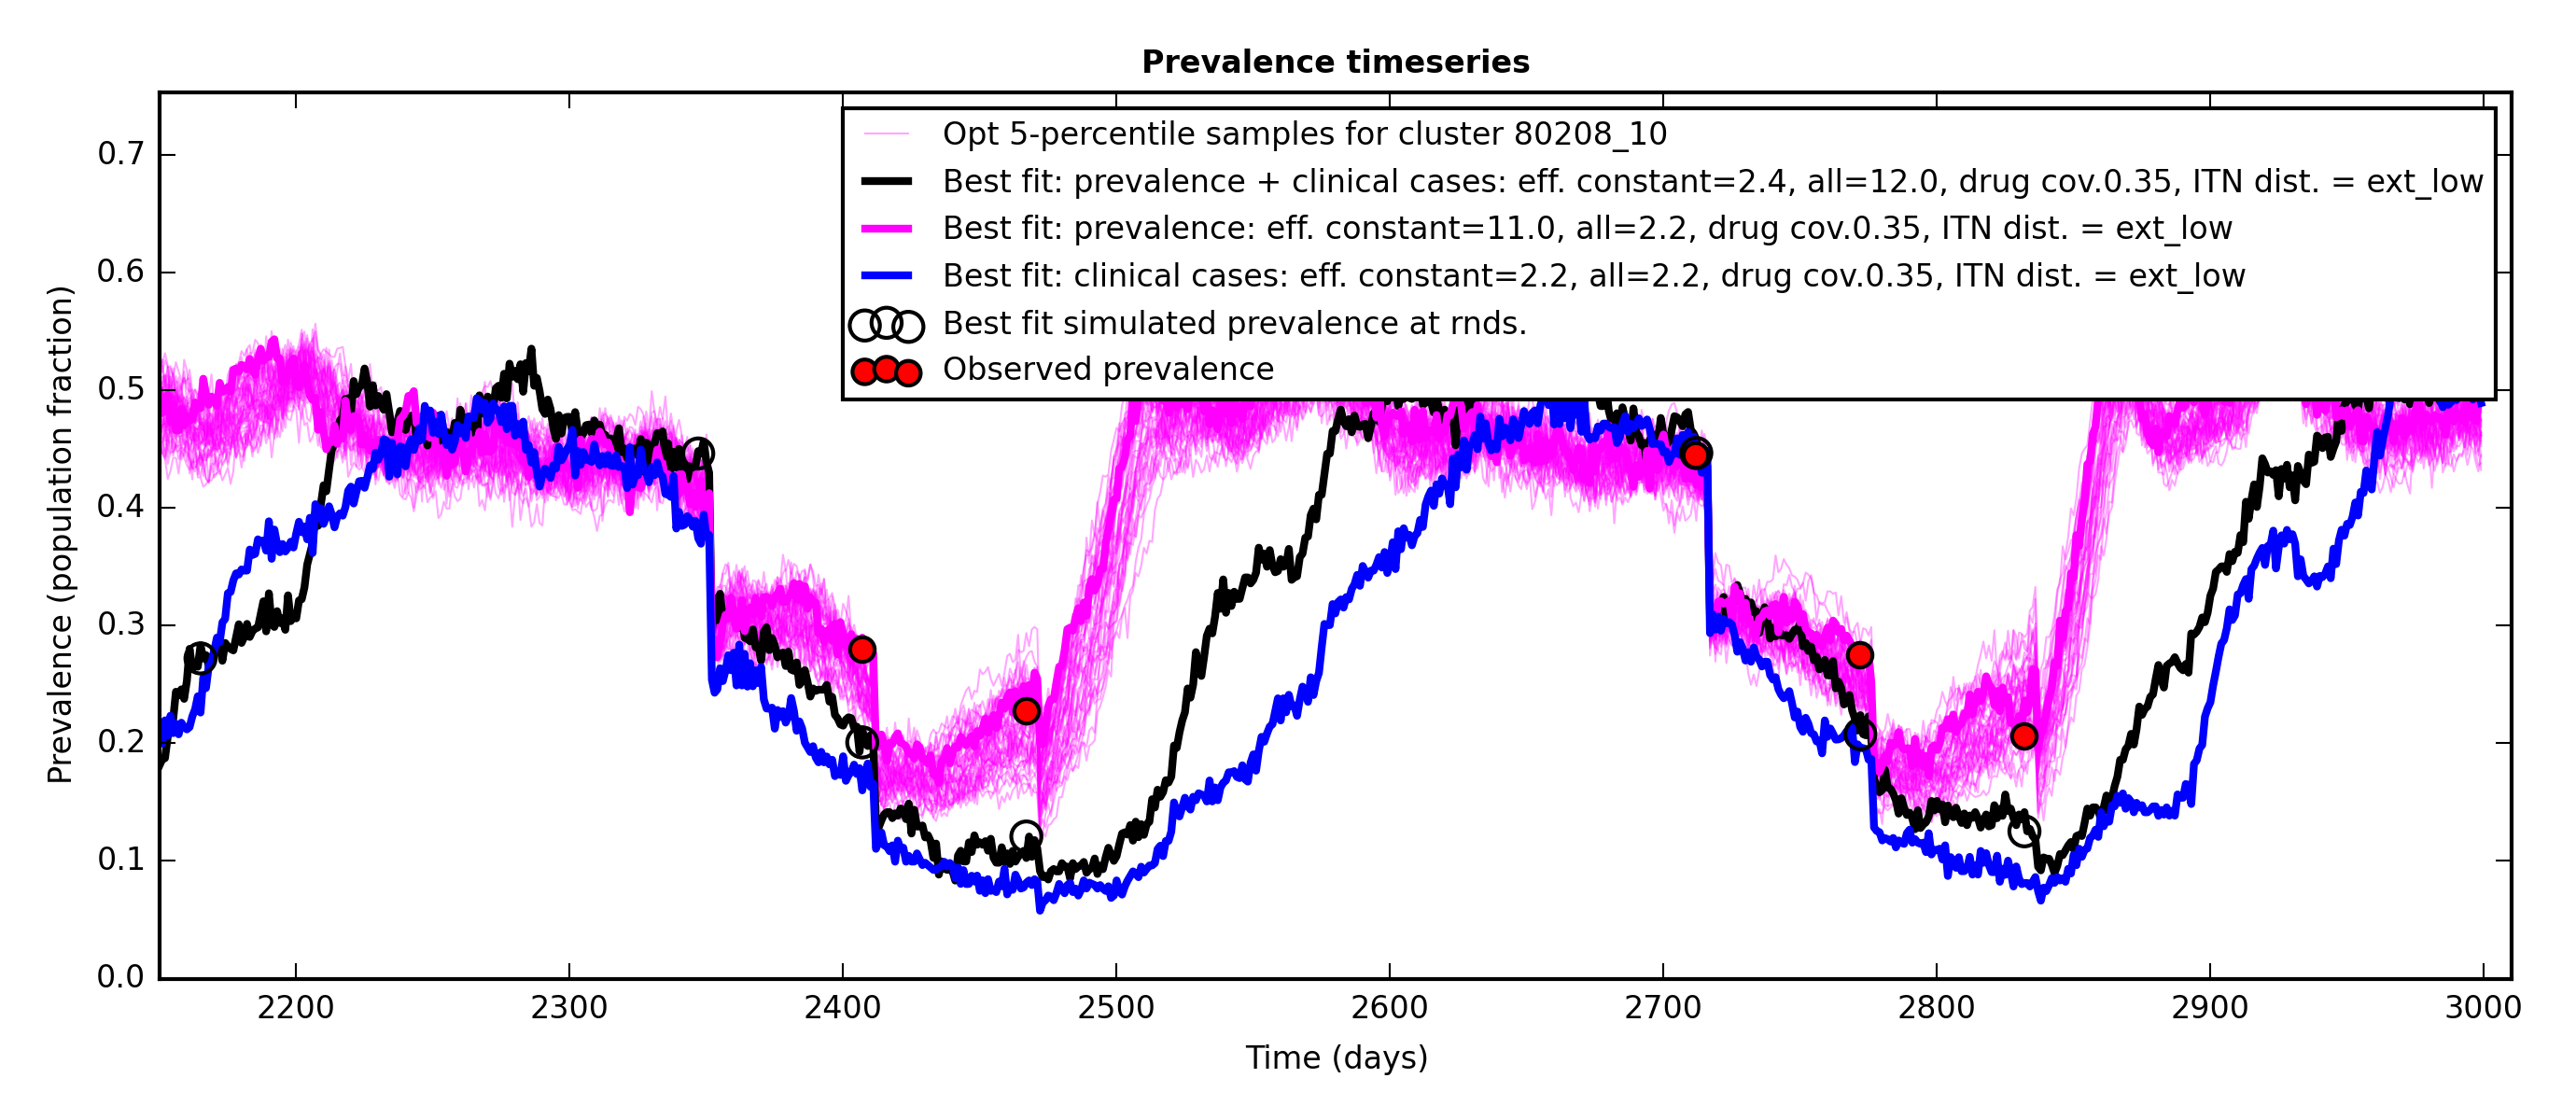 Prevalence timeseries
Opt 5-percentile samples for cluster 80208_10
Best fit: prevalence + clinical cases: eff. constant=2.4, all=12.0, drug cov.0.35, ITN dist. = ext_low
Best fit: prevalence: eff. constant=11.0, all=2.2, drug cov.0.35, ITN dist. = ext_low
Best fit: clinical cases: eff. constant=2.2, all=2.2, drug cov.0.35, ITN dist. = ext_low
Best fit simulated prevalence at rnds.
Observed prevalence
Prevalence (population fraction)
0.7
0.6
0.5
0.4
0.3
0.2
0.1
0.0
2200 2300 2400 2500 2600 2700 2800 2900 3000
Time (days)